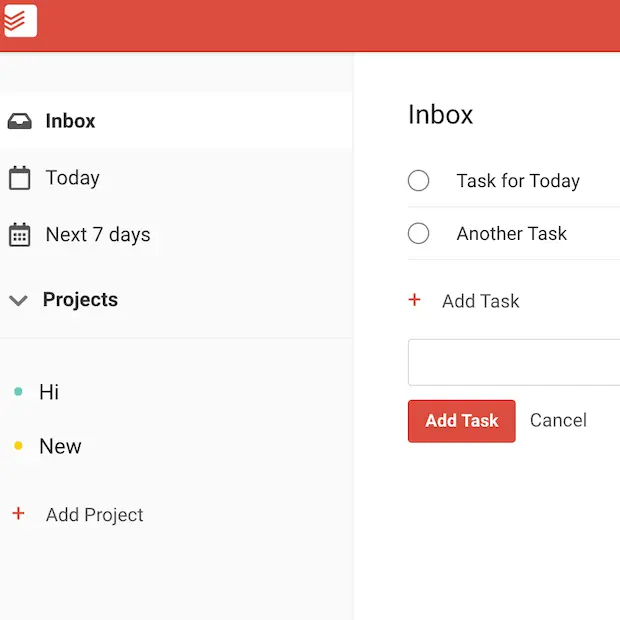 Inbox
Today
Next 7 days
Projects
Hi
New
Add Project
Inbox
Task for Today
Another Task
+ Add Task
Add Task Cancel